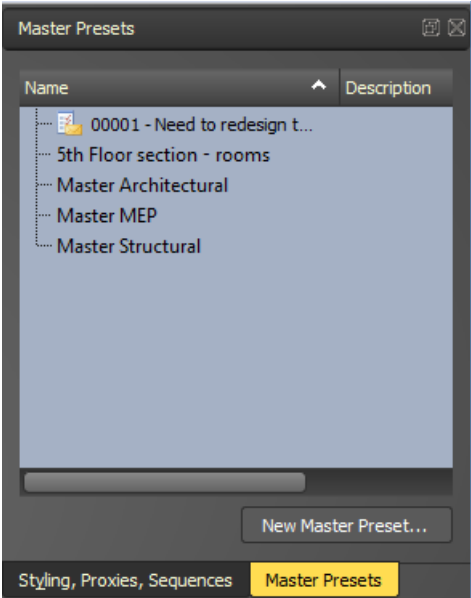 Master Presets
Name Description
00001 - Need to redesign t...
5th Floor section - rooms
Master Architectural
Master MEP
Master Structural
New Master Preset...
Styling, Proxies, Sequences Master Presets